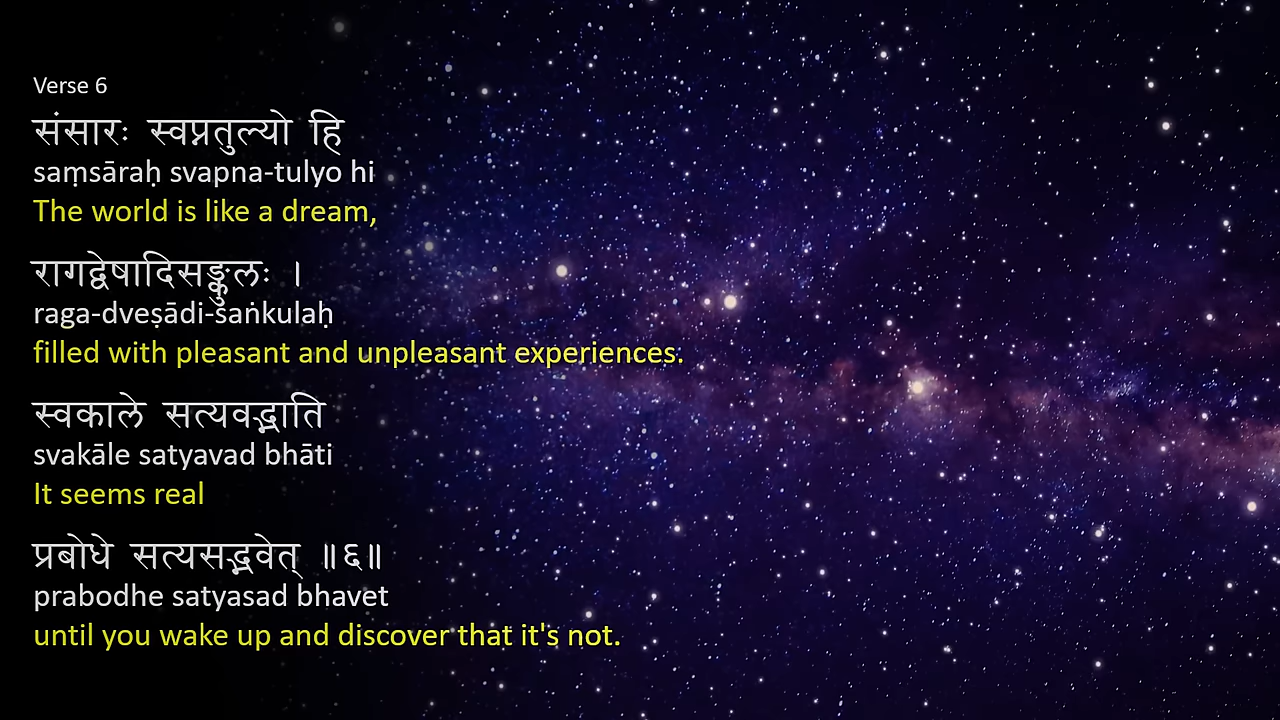 Verse 6
संसारः स्वप्नतुल्यो हि
saṃsāraḥ svapna-tulyo hi
The world is like a dream,
रागद्वेषादिसङ्कुलः ।
raga-dveṣādi-saṅkulaḥ
filled with pleasant and unpleasant experiences.
स्वकाले सत्यवद्भाति
svakāle satyavad bhāti
It seems real
प्रबोधे सत्यसद्भवेत् ॥६॥
prabodhe satyasad bhavet
until you wake up and discover that it's not.